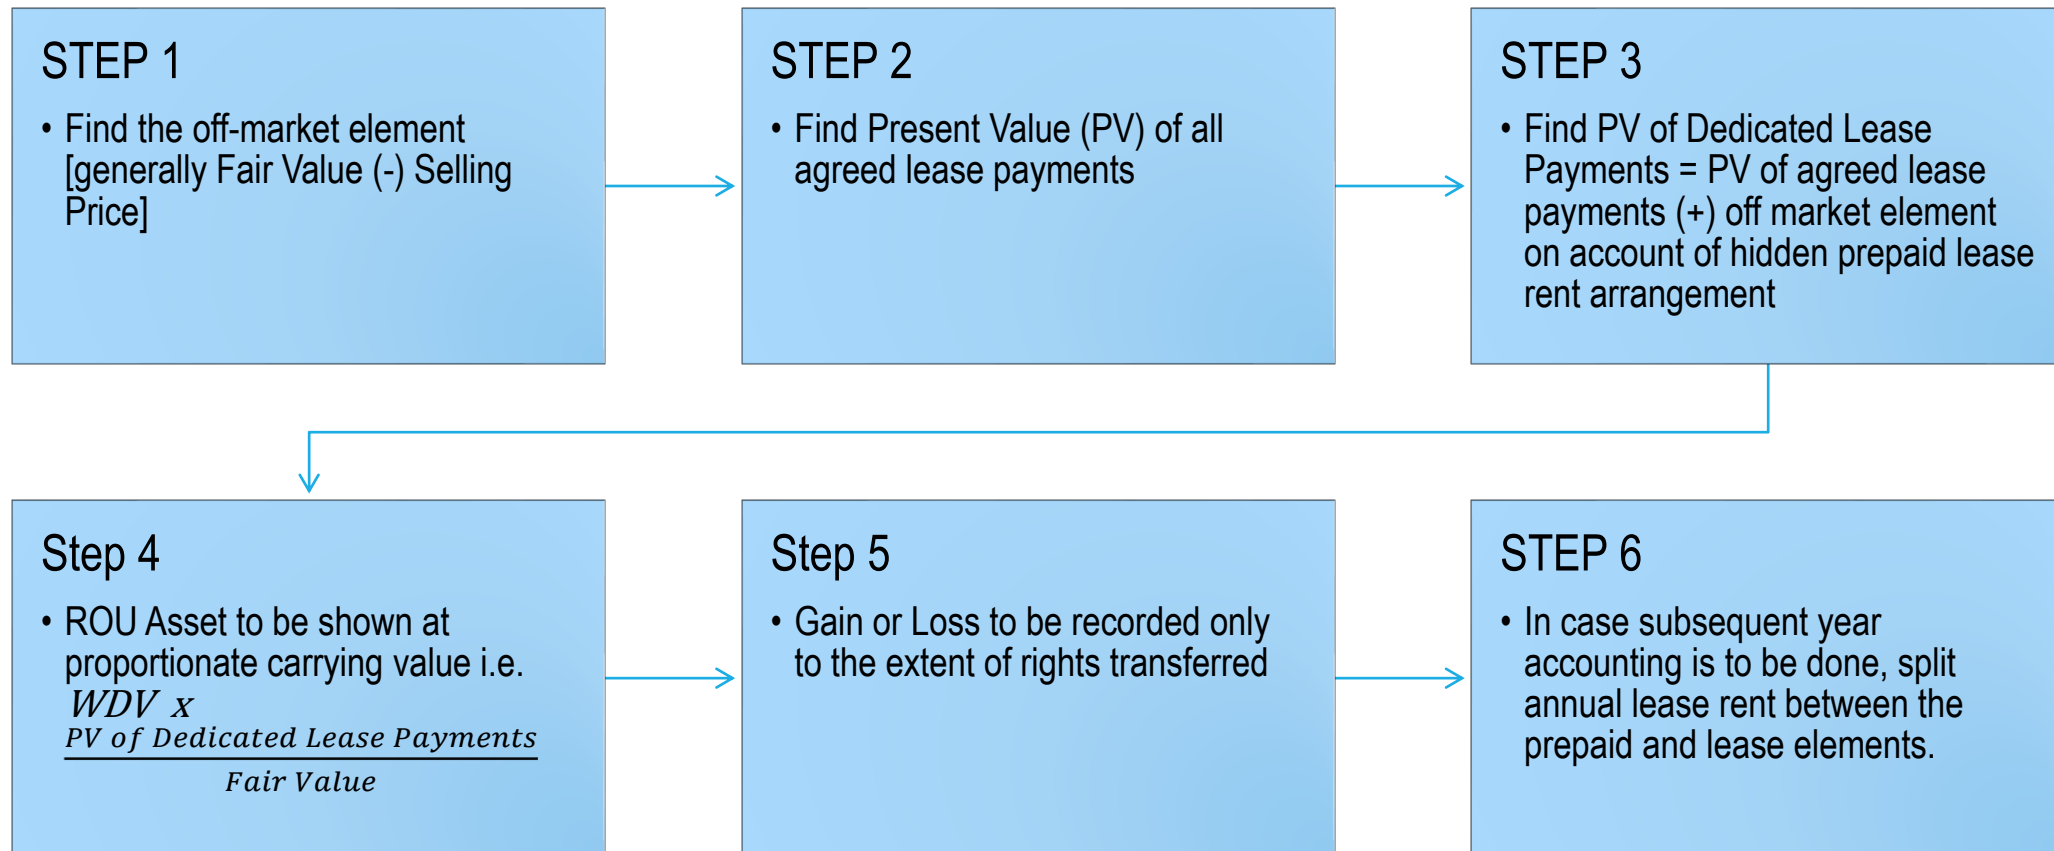 STEP 1
• Find the off-market element
[generally Fair Value (-) Selling
Price]
STEP 2
• Find Present Value (PV) of all
agreed lease payments
STEP 3
• Find PV of Dedicated Lease
Payments = PV of agreed lease
payments (+) off market element
on account of hidden prepaid lease
rent arrangement
Step 4
• ROU Asset to be shown at
proportionate carrying value i.e.
WDV x
PV of Dedicated Lease Payments
Fair Value
Step 5
• Gain or Loss to be recorded only
to the extent of rights transferred
STEP 6
• In case subsequent year
accounting is to be done, split
annual lease rent between the
prepaid and lease elements.